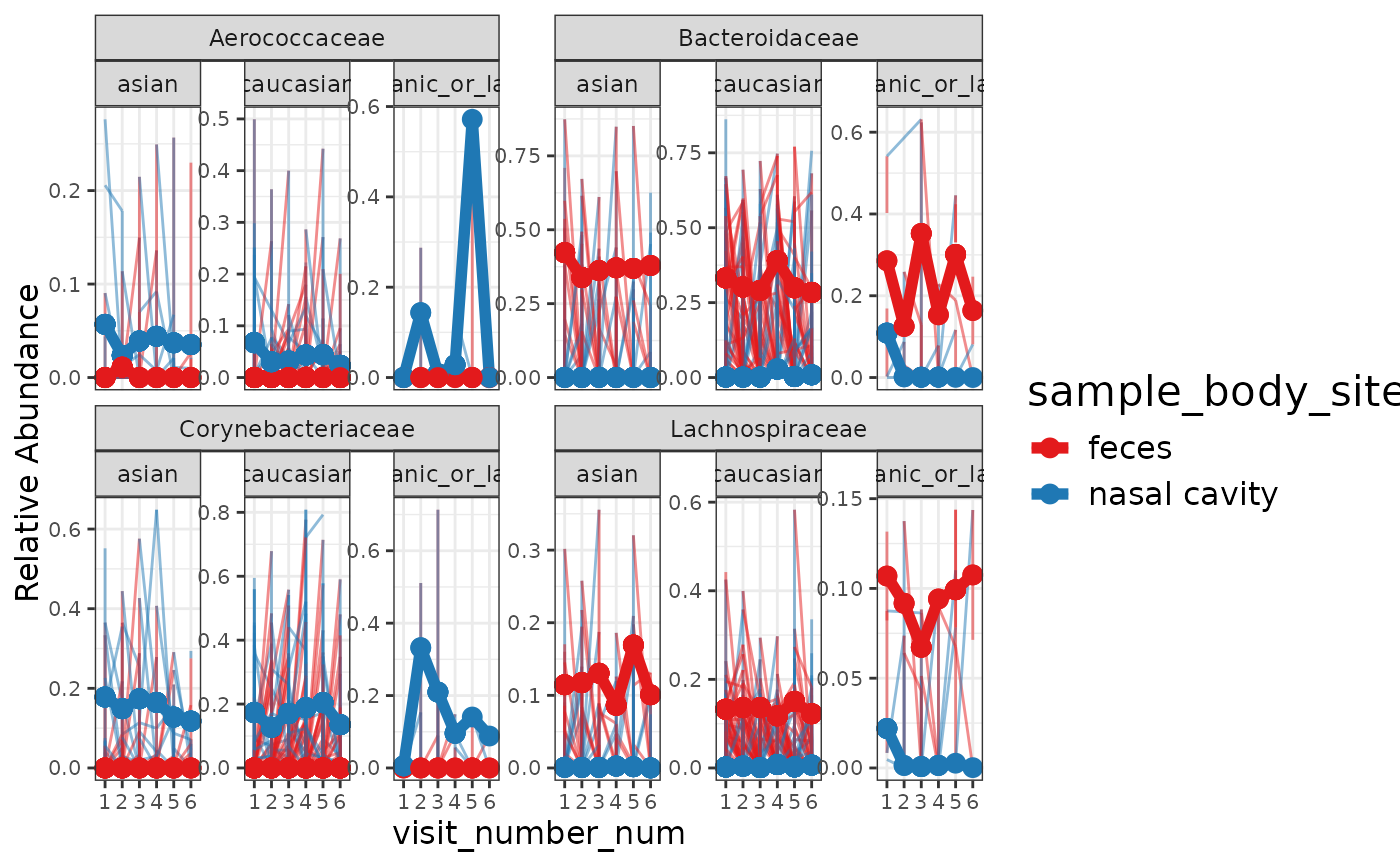 Aerococcaceae Bacteroidaceae
asian caucasian anic_or_la asian caucasian anic_or_la
0.0 0.1 0.2
0.0 0.1 0.2 0.3 0.4 0.5
0.0 0.2 0.4 0.6
0.00 0.25 0.50 0.75
0.00 0.25 0.50 0.75
0.0 0.2 0.4 0.6
Corynebacteriaceae Lachnospiraceae
asian caucasian anic_or_la asian caucasian anic_or_la
0.0 0.2 0.4 0.6
0.0 0.2 0.4 0.6 0.8
0.0 0.2 0.4 0.6
0.0 0.1 0.2 0.3
0.0 0.2 0.4 0.6
0.00 0.05 0.10 0.15
1 2 3 4 5 6 1 2 3 4 5 6 1 2 3 4 5 6 1 2 3 4 5 6 1 2 3 4 5 6 1 2 3 4 5 6
visit_number_num
Relative Abundance
sample_body_site
feces
nasal cavity